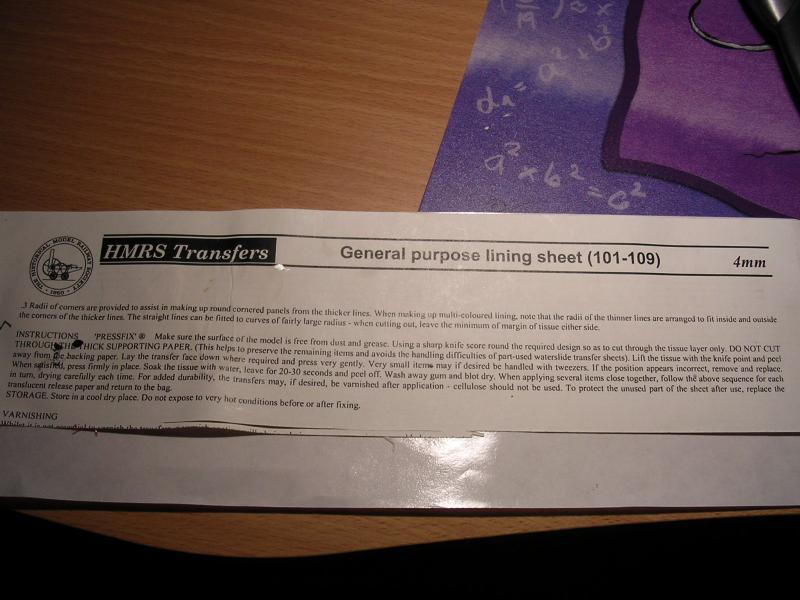 a² + b² x
da =
a² x b² = c²
THE HISTORICAL MODEL RAILWAY SOCIETY · 1950 ·
HMRS Transfers
General purpose lining sheet (101-109)
4mm
.3 Radii of corners are provided to assist in making up round cornered panels from the thicker lines. When making up multi-coloured lining, note that the radii of the thinner lines are arranged to fit inside and outside
the corners of the thicker lines. The straight lines can be fitted to curves of fairly large radius - when cutting out, leave the minimum of margin of tissue either side.
INSTRUCTIONS 'PRESSFIX' ® Make sure the surface of the model is free from dust and grease. Using a sharp knife score round the required design so as to cut through the tissue layer only. DO NOT CUT
THROUGH THE THICK SUPPORTING PAPER. (This helps to preserve the remaining items and avoids the handling difficulties of part-used waterslide transfer sheets). Lift the tissue with the knife point and peel
away from the backing paper. Lay the transfer face down where required and press very gently. Very small items may if desired be handled with tweezers. If the position appears incorrect, remove and replace.
When satisfied, press firmly in place. Soak the tissue with water, leave for 20-30 seconds and peel off. Wash away gum and blot dry. When applying several items close together, follow the above sequence for each
in turn, drying carefully each time. For added durability, the transfers may, if desired, be varnished after application - cellulose should not be used. To protect the unused part of the sheet after use, replace the
translucent release paper and return to the bag.
STORAGE. Store in a cool dry place. Do not expose to very hot conditions before or after fixing.
VARNISHING
Whilst it is not essential to varnish the